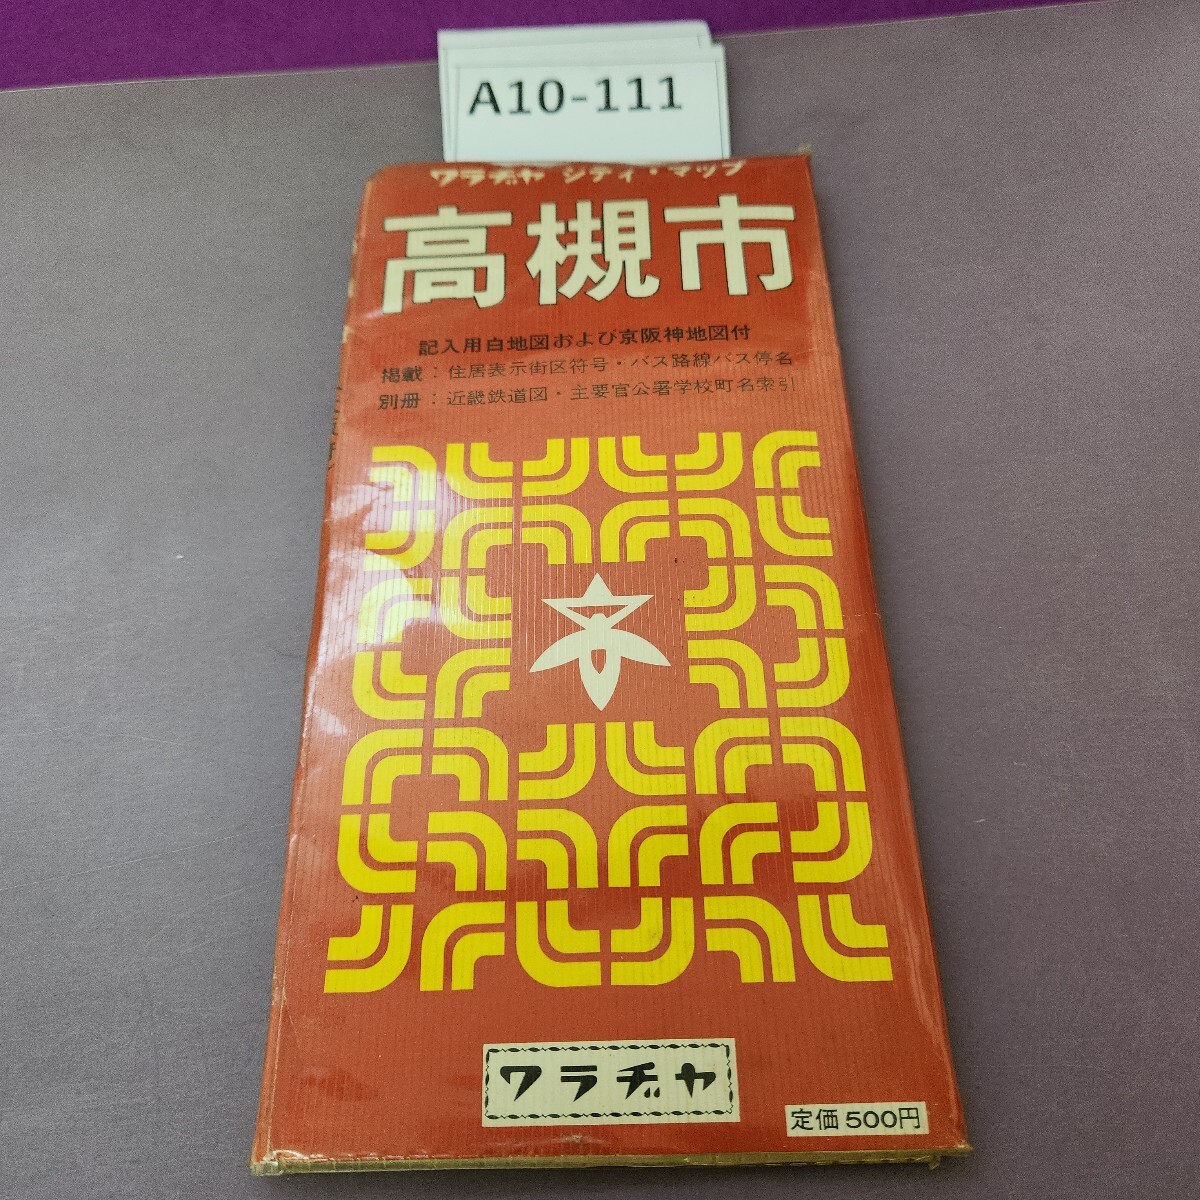 A10-111
ワラヂヤ シティ・マップ
高槻市
記入用白地図および京阪神地図付
掲載：住居表示街区符号・バス路線バス停名
別冊：近畿鉄道図・主要官公署学校町名索引
ワラヂヤ
定価500円